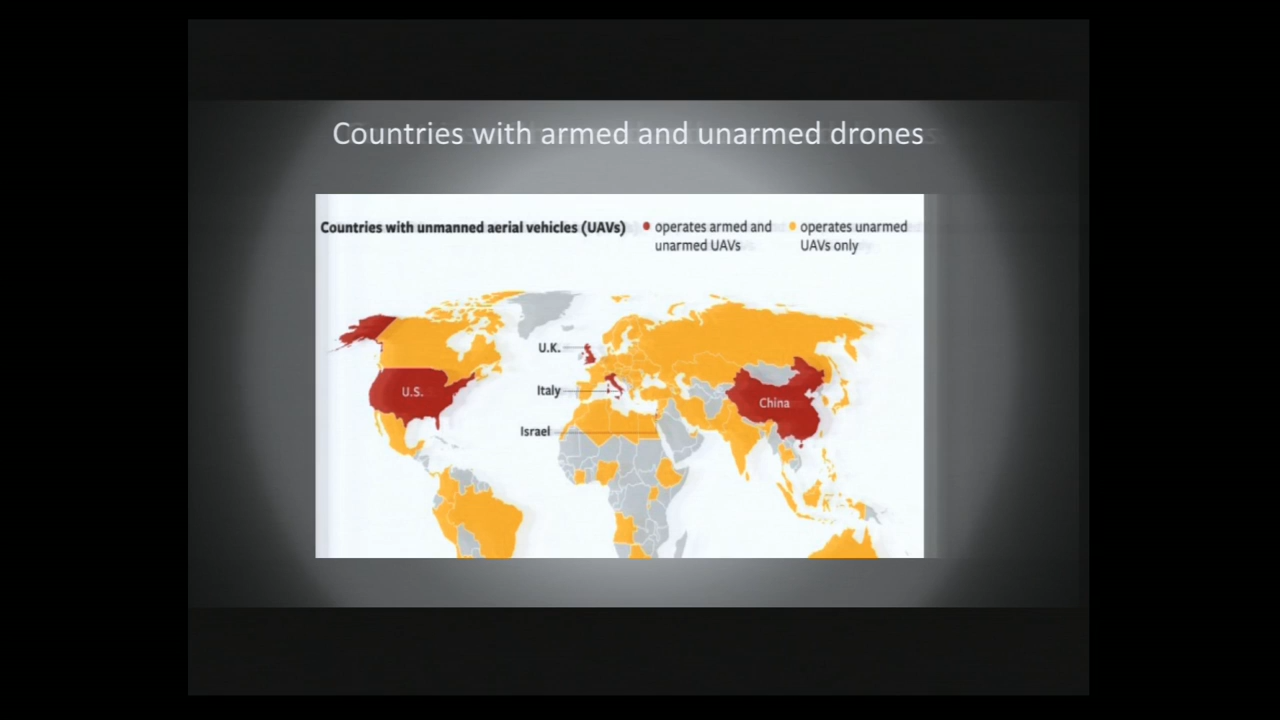 Countries with armed and unarmed drones
Countries with unmanned aerial vehicles (UAVs)
operates armed and
unarmed UAVs
operates unarmed
UAVs only
U.K.
U.S.
Italy
China
Israel